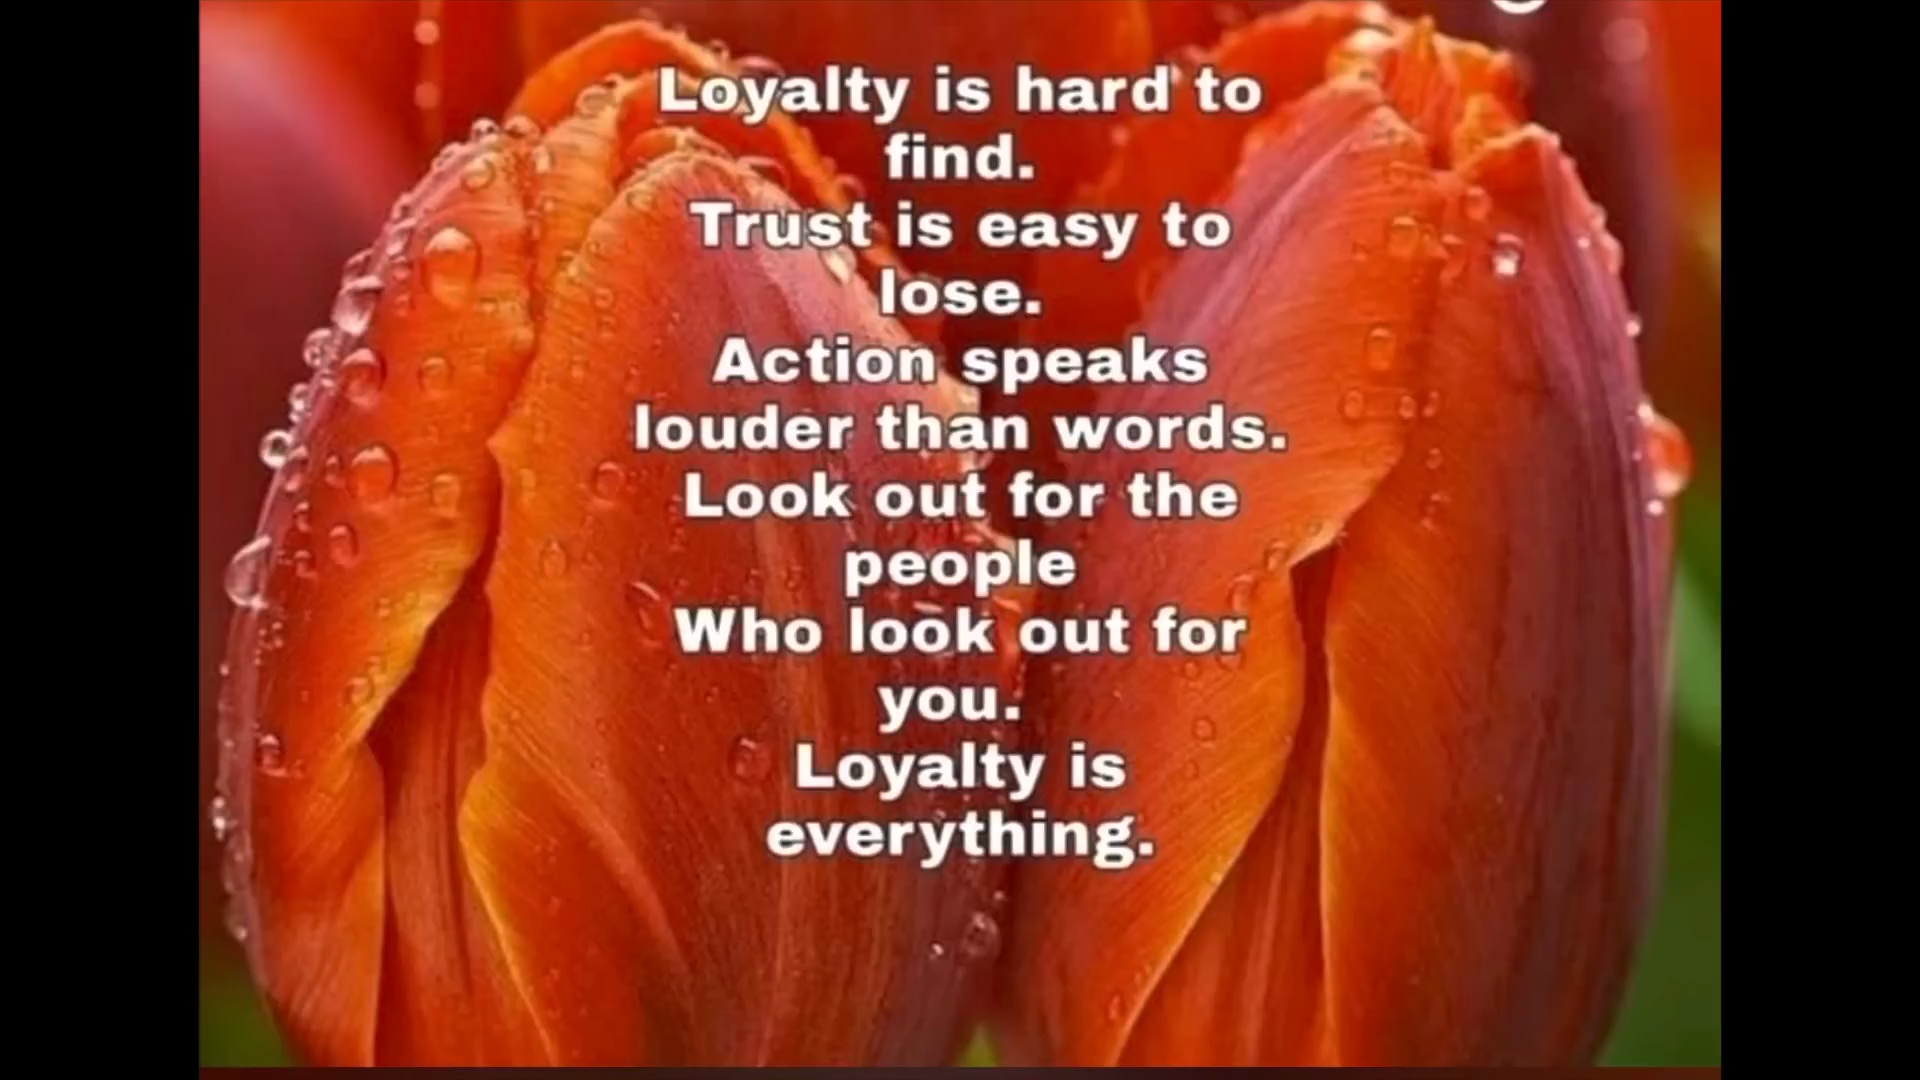 Loyalty is hard to
find.
Trust is easy to
lose.
Action speaks
louder than words.
Look out for the
people
Who look out for
you.
Loyalty is
everything.